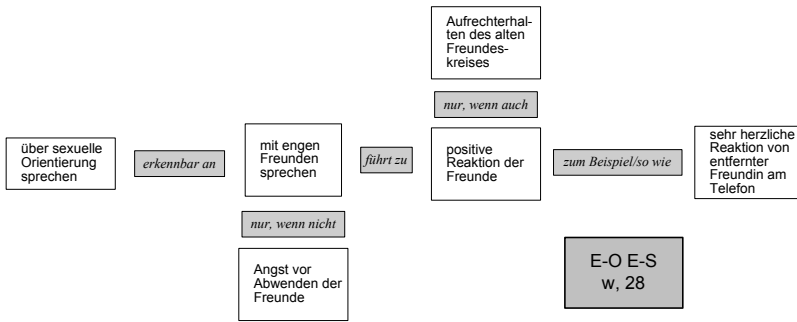 Aufrechterhal-
ten des alten
Freundes-
kreises
nur, wenn auch
über sexuelle
Orientierung
sprechen
erkennbar an
mit engen
Freunden
sprechen
führt zu
positive
Reaktion der
Freunde
zum Beispiel/so wie
sehr herzliche
Reaktion von
entfernter
Freundin am
Telefon
nur, wenn nicht
Angst vor
Abwenden der
Freunde
E-O E-S
w, 28